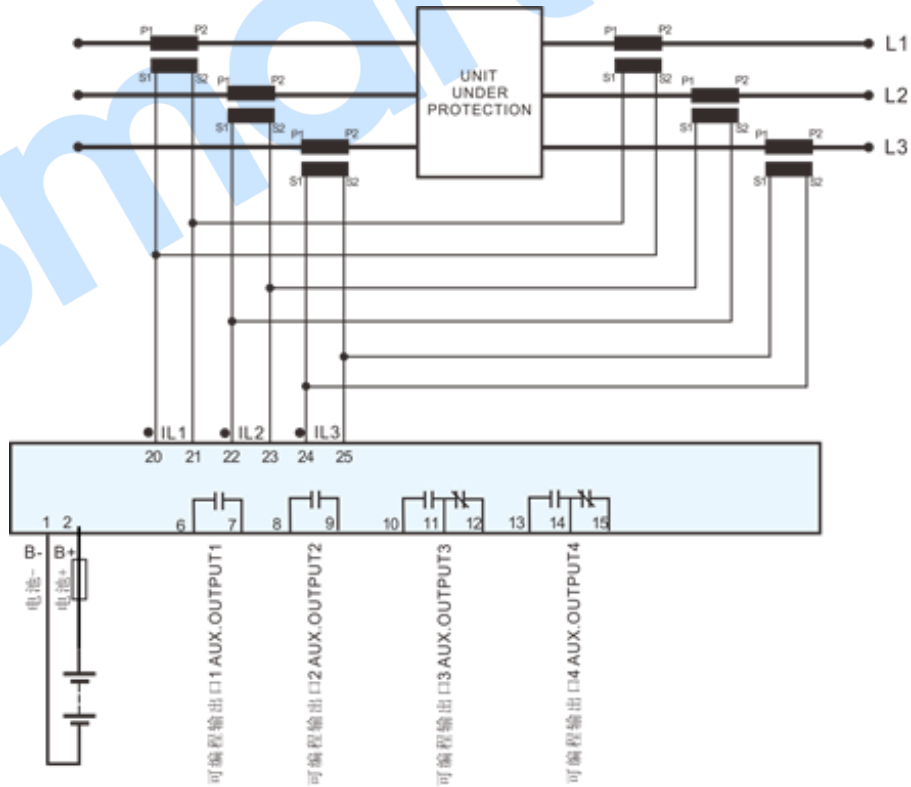 smar
P1 P2
P1 P2
L1
S1 S2
S1 S2
P1 P2
P1 P2
UNIT
UNDER
PROTECTION
L2
S1 S2
S1 S2
P1 P2
P1 P2
L3
S1 S2
S1 S2
IL1 IL2 IL3
20 21 22 23 24 25
1 2 6 7 8 9 10 11 12 13 14 15
B- B+
电池-
电池+
可编程输出口1 AUX.OUTPUT1
可编程输出口2 AUX.OUTPUT2
可编程输出口3 AUX.OUTPUT3
可编程输出口4 AUX.OUTPUT4